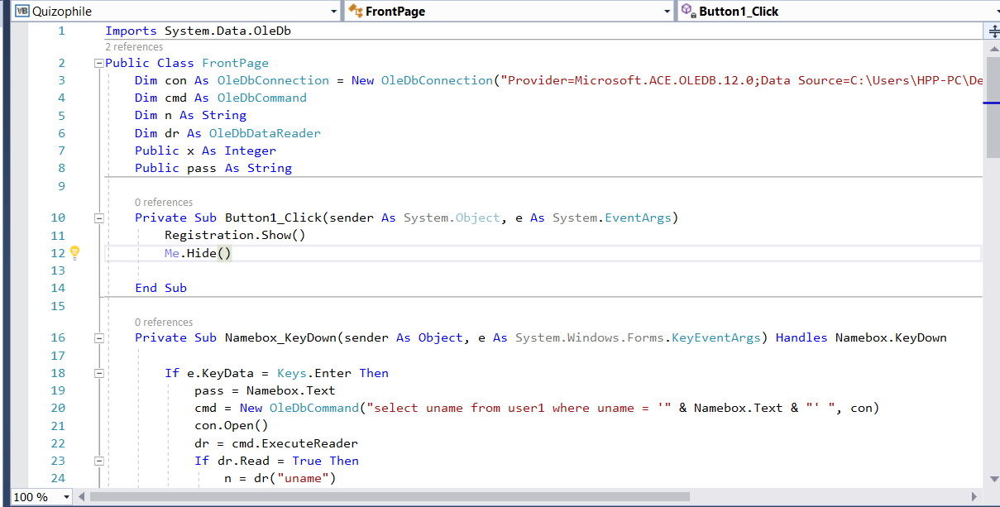 VB Quizophile FrontPage Button1_Click
1 Imports System.Data.OleDb
2 references
2 Public Class FrontPage
3 Dim con As OleDbConnection = New OleDbConnection("Provider=Microsoft.ACE.OLEDB.12.0;Data Source=C:\Users\HPP-PC\De
4 Dim cmd As OleDbCommand
5 Dim n As String
6 Dim dr As OleDbDataReader
7 Public x As Integer
8 Public pass As String
9
0 references
10 Private Sub Button1_Click(sender As System.Object, e As System.EventArgs)
11 Registration.Show()
12 Me.Hide()
13
14 End Sub
15
0 references
16 Private Sub Namebox_KeyDown(sender As Object, e As System.Windows.Forms.KeyEventArgs) Handles Namebox.KeyDown
17
18 If e.KeyData = Keys.Enter Then
19 pass = Namebox.Text
20 cmd = New OleDbCommand("select uname from user1 where uname = '" & Namebox.Text & "' ", con)
21 con.Open()
22 dr = cmd.ExecuteReader
23 If dr.Read = True Then
24 n = dr("uname")
100 %